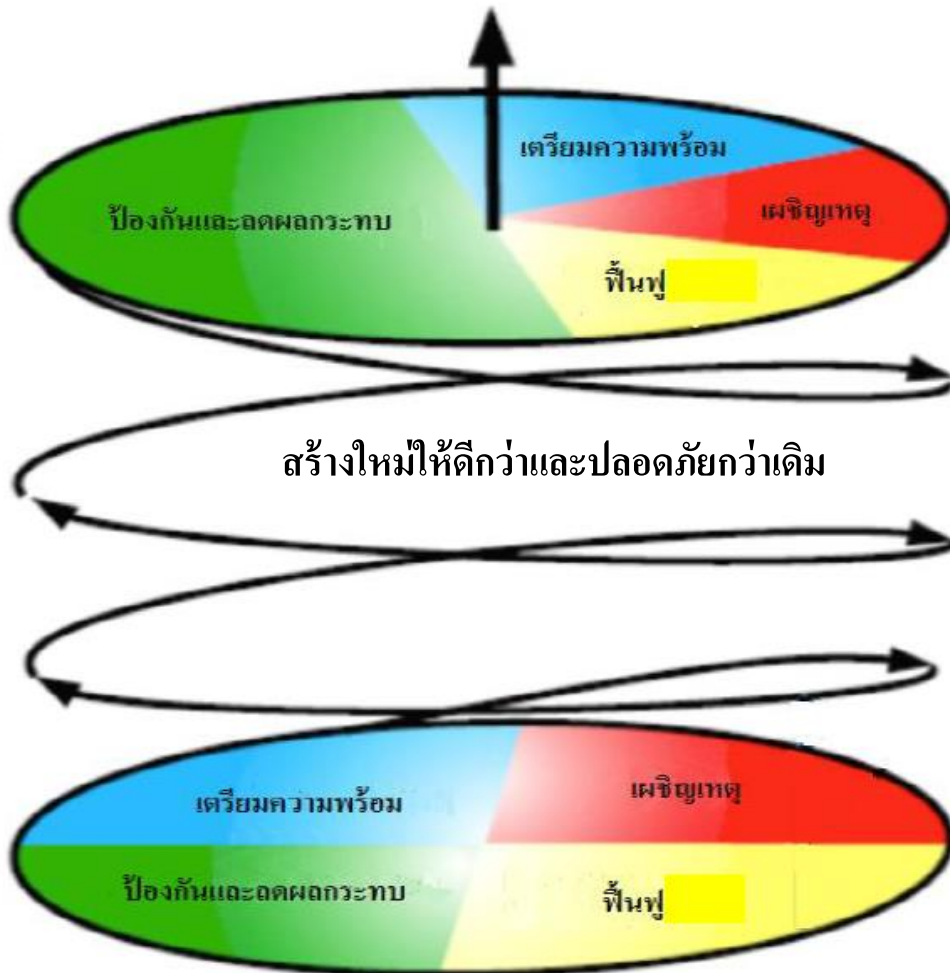 เตรียมความพร้อม
ป้องกันและลดผลกระทบ
เผชิญเหตุ
ฟื้นฟู
สร้างใหม่ให้ดีกว่าและปลอดภัยกว่าเดิม
เตรียมความพร้อม
เผชิญเหตุ
ป้องกันและลดผลกระทบ
ฟื้นฟู